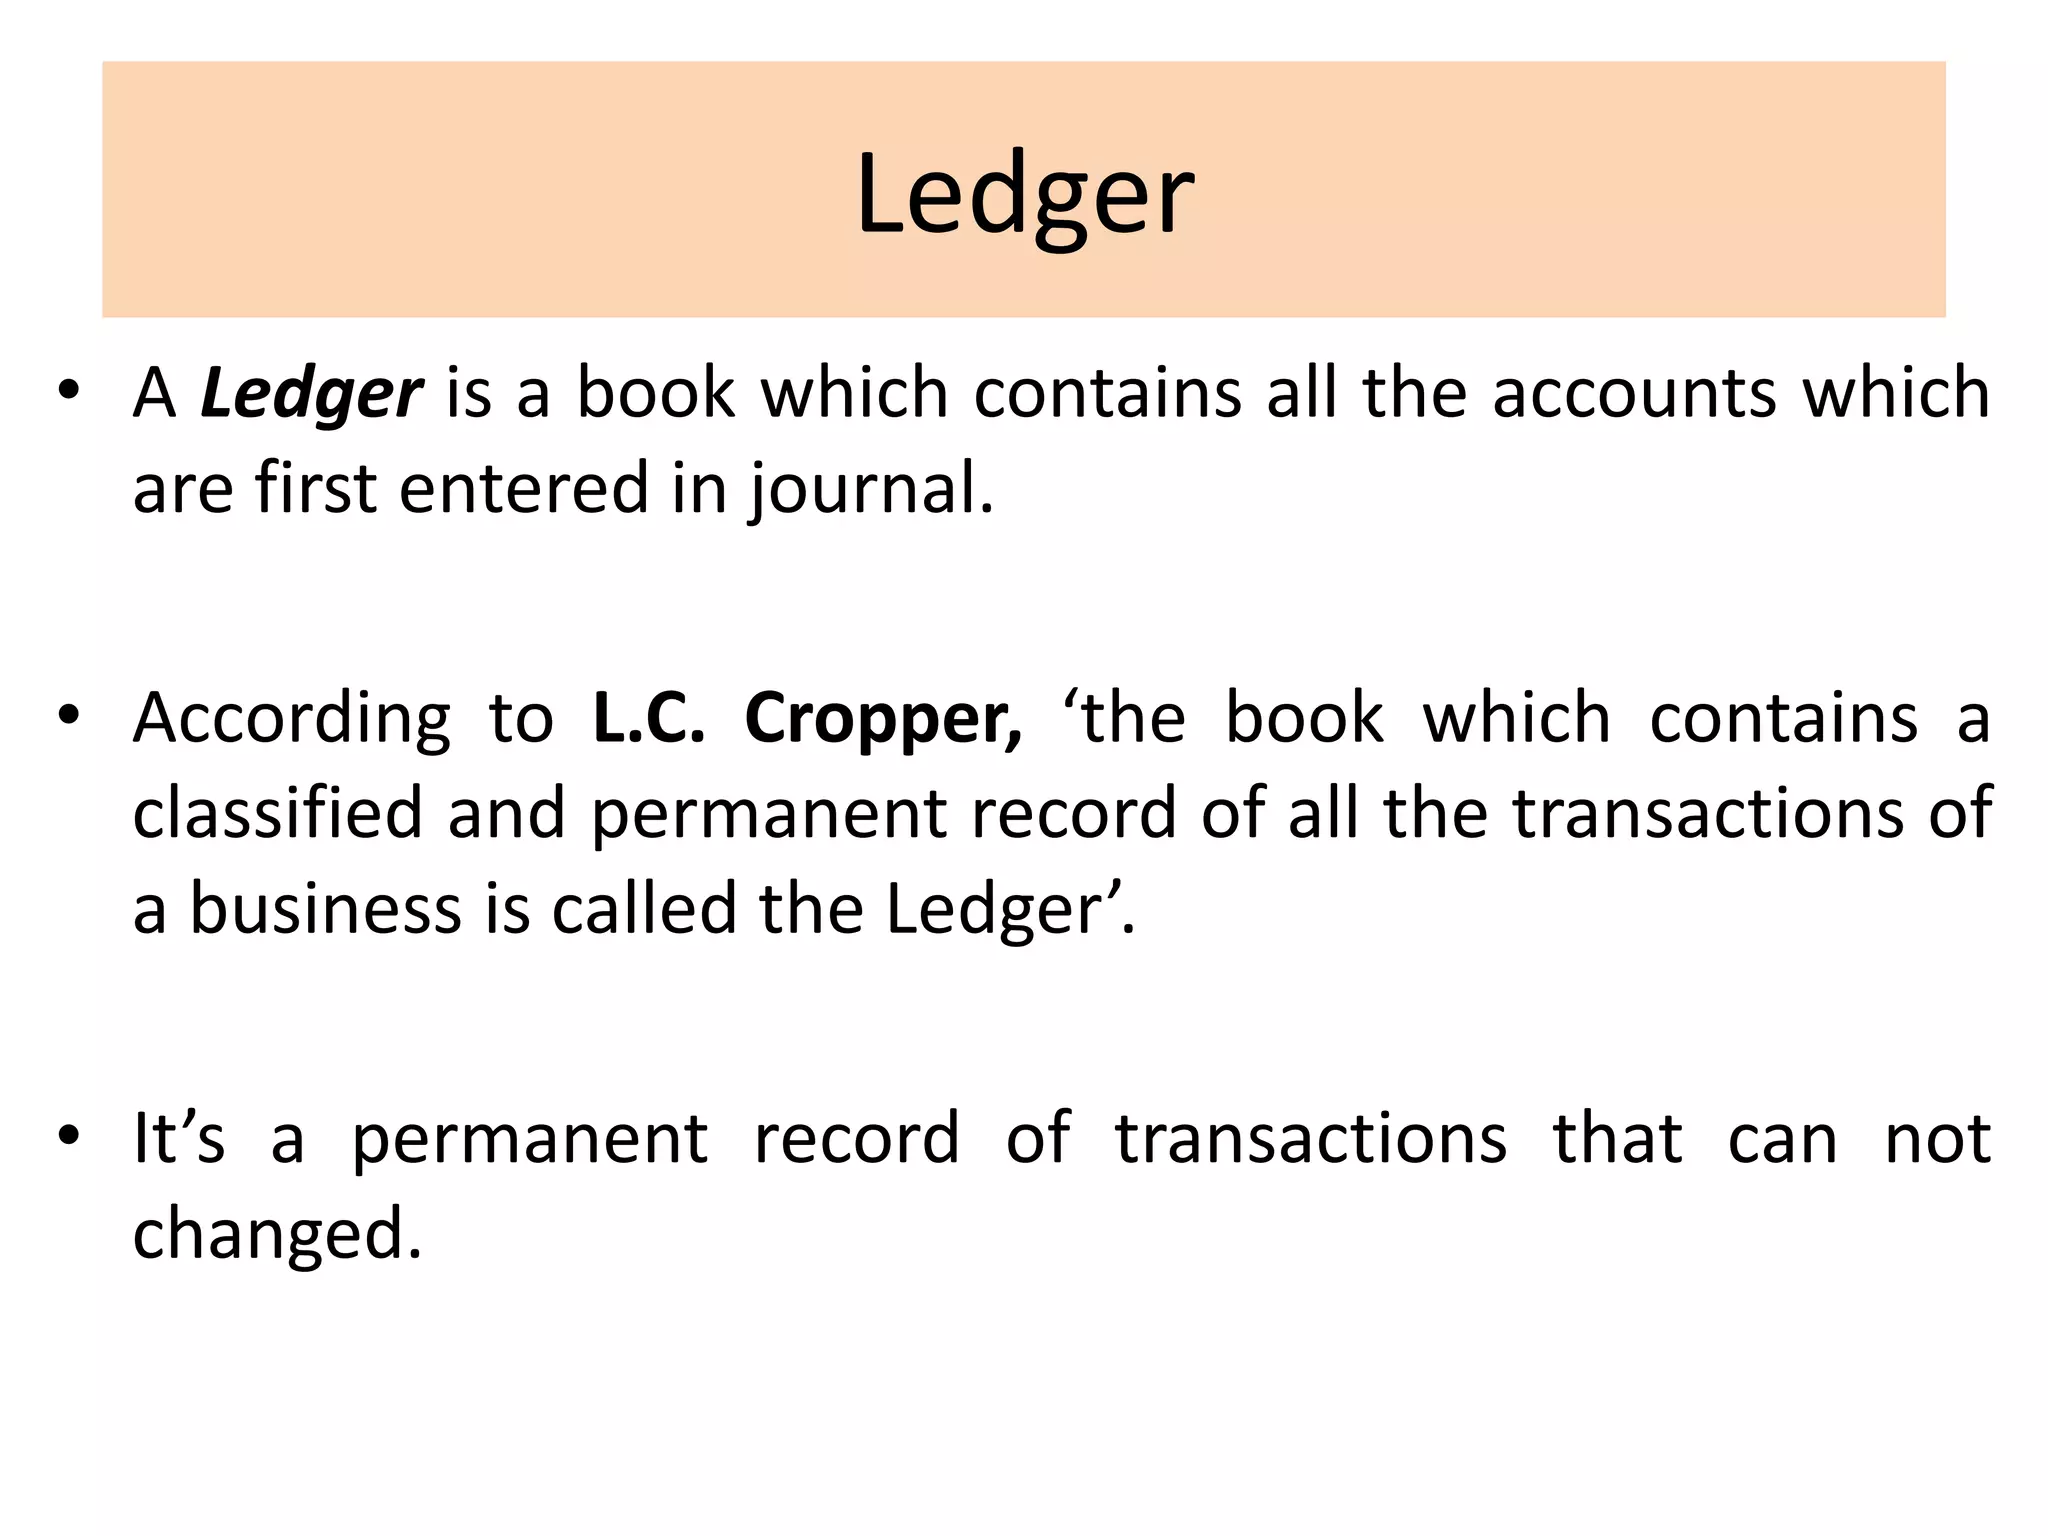 Ledger
• A Ledger is a book which contains all the accounts which
are first entered in journal.
• According to L.C. Cropper, ‘the book which contains a
classified and permanent record of all the transactions of
a business is called the Ledger’.
• It’s a permanent record of transactions that can not
changed.